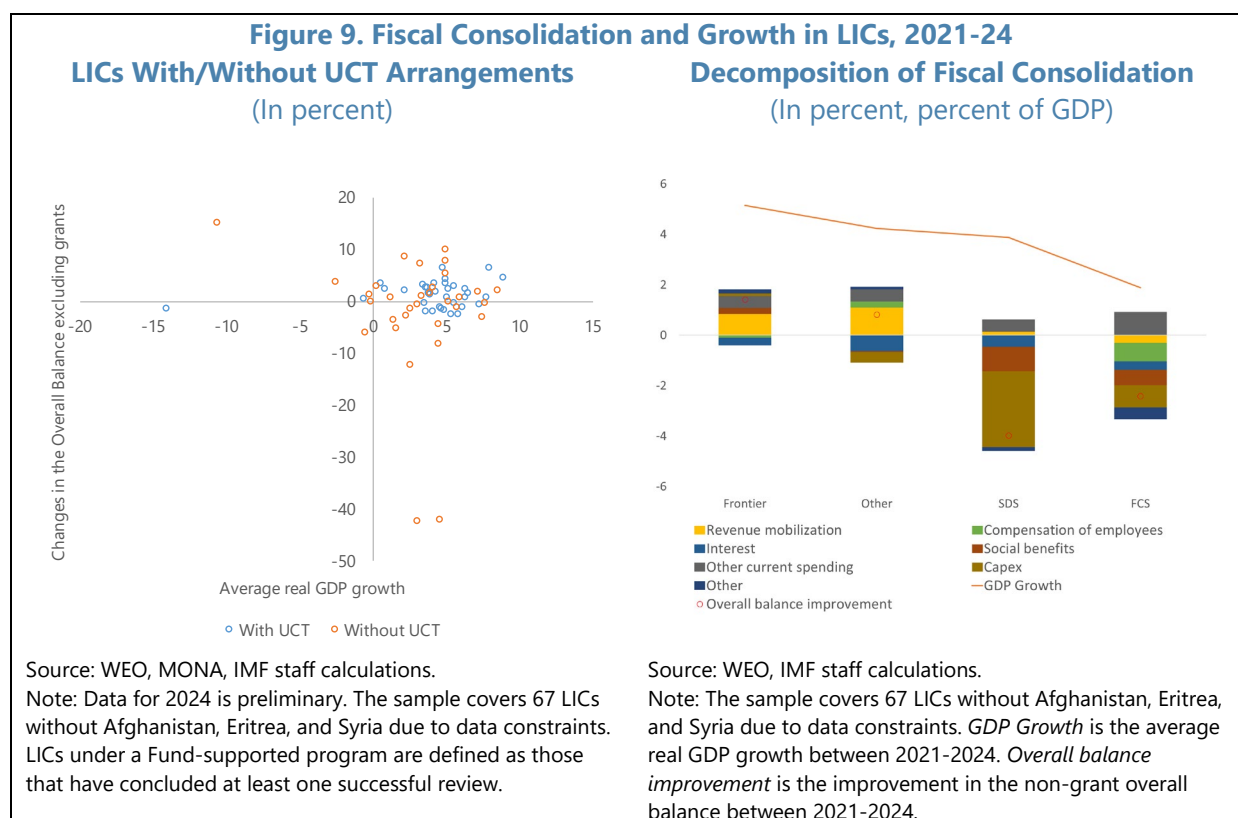 Figure 9. Fiscal Consolidation and Growth in LICs, 2021-24
LICs With/Without UCT Arrangements
(In percent)
Changes in the Overall Balance excluding grants
20
10
0
-10
-20
-30
-40
-50
-20
-15
-10
-5
0
5
10
15
Average real GDP growth
With UCT
Without UCT
Source: WEO, MONA, IMF staff calculations.
Note: Data for 2024 is preliminary. The sample covers 67 LICs
without Afghanistan, Eritrea, and Syria due to data constraints.
LICs under a Fund-supported program are defined as those
that have concluded at least one successful review.
Decomposition of Fiscal Consolidation
(In percent, percent of GDP)
6
4
2
0
-2
-4
-6
Frontier
Other
SDS
FCS
Revenue mobilization
Compensation of employees
Interest
Social benefits
Other current spending
Capex
Other
GDP Growth
Overall balance improvement
Source: WEO, IMF staff calculations.
Note: The sample covers 67 LICs without Afghanistan, Eritrea,
and Syria due to data constraints. GDP Growth is the average
real GDP growth between 2021-2024. Overall balance
improvement is the improvement in the non-grant overall
balance between 2021-2024.